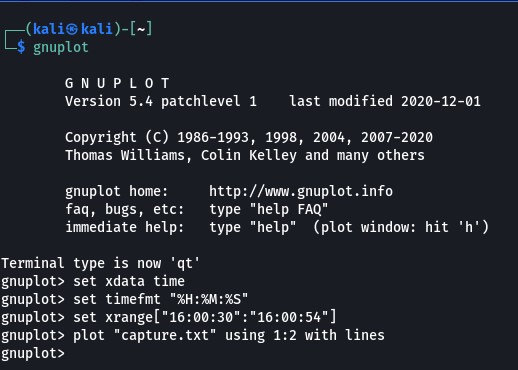 ┌──(kali㉿kali)-[~]
└─$ gnuplot
G N U P L O T
Version 5.4 patchlevel 1    last modified 2020-12-01
Copyright (C) 1986-1993, 1998, 2004, 2007-2020
Thomas Williams, Colin Kelley and many others
gnuplot home:     http://www.gnuplot.info
faq, bugs, etc:   type "help FAQ"
immediate help:   type "help"  (plot window: hit 'h')
Terminal type is now 'qt'
gnuplot> set xdata time
gnuplot> set timefmt "%H:%M:%S"
gnuplot> set xrange["16:00:30":"16:00:54"]
gnuplot> plot "capture.txt" using 1:2 with lines
gnuplot>